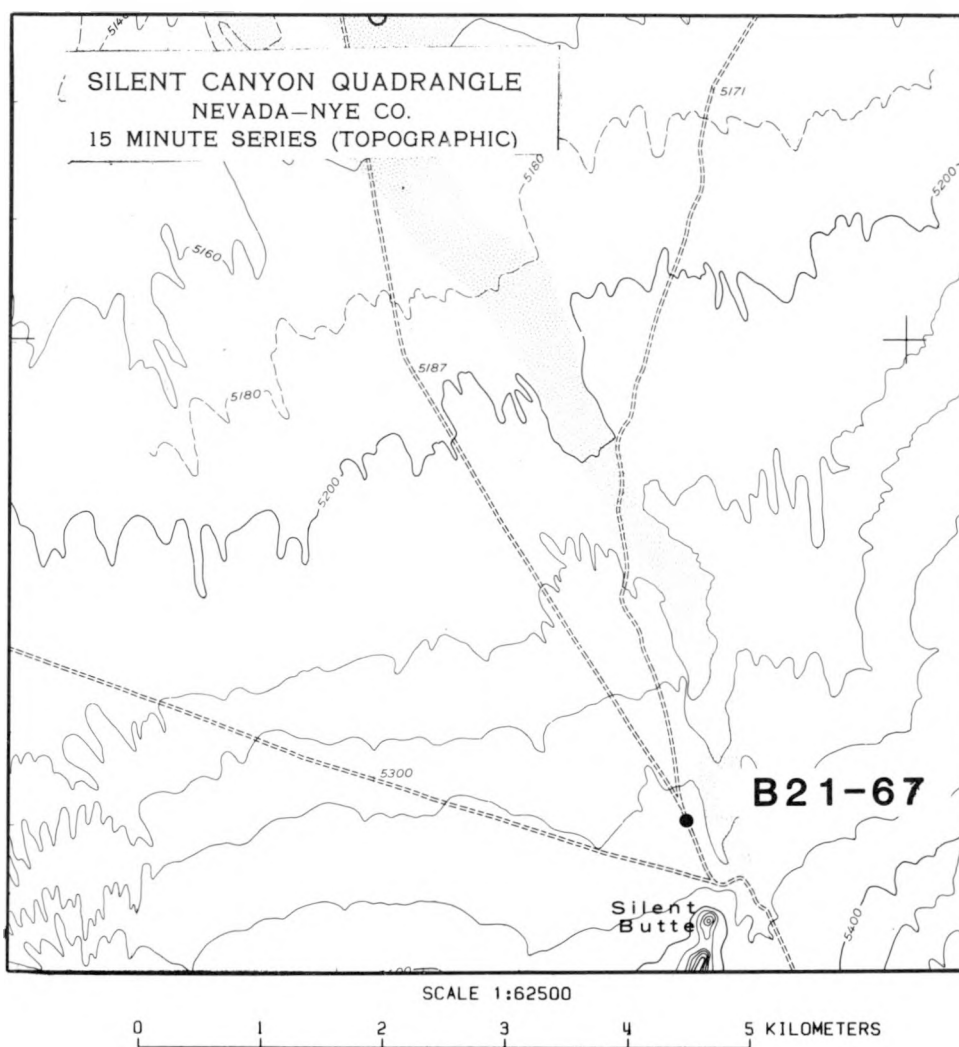 5140
SILENT CANYON QUADRANGLE
NEVADA—NYE CO.
15 MINUTE SERIES (TOPOGRAPHIC)
5171
5180
5200
5160
5187
5180
5200
5300
B21-67
Silent
Butte
5400
SCALE 1:62500
0 1 2 3 4 5 KILOMETERS